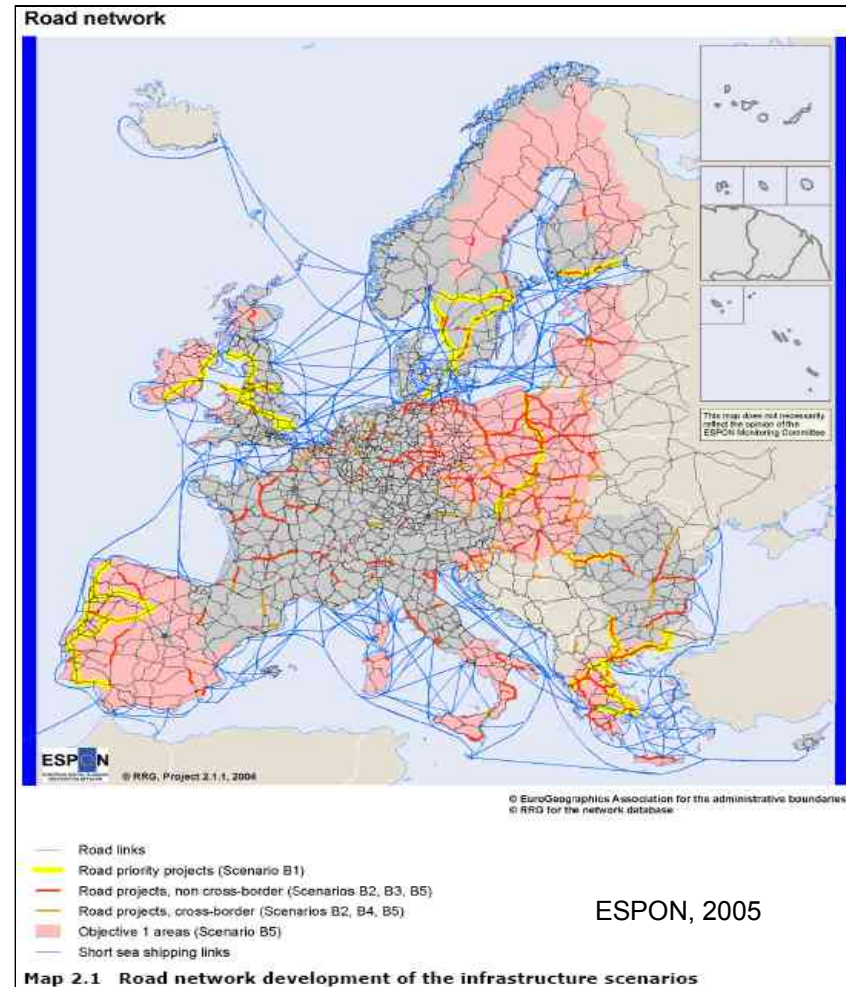 Road network
This map does not necessarily
reflect the opinion of the
ESPON Monitoring Committee
ESPON
© RRG, Project 2.1.1, 2004
© EuroGeographics Association for the administrative boundaries
© RRG for the network database
Road links
Road priority projects (Scenario B1)
Road projects, non cross-border (Scenarios B2, B3, B5)
Road projects, cross-border (Scenarios B2, B4, B5)
Objective 1 areas (Scenario B5)
Short sea shipping links
ESPON, 2005
Map 2.1 Road network development of the infrastructure scenarios